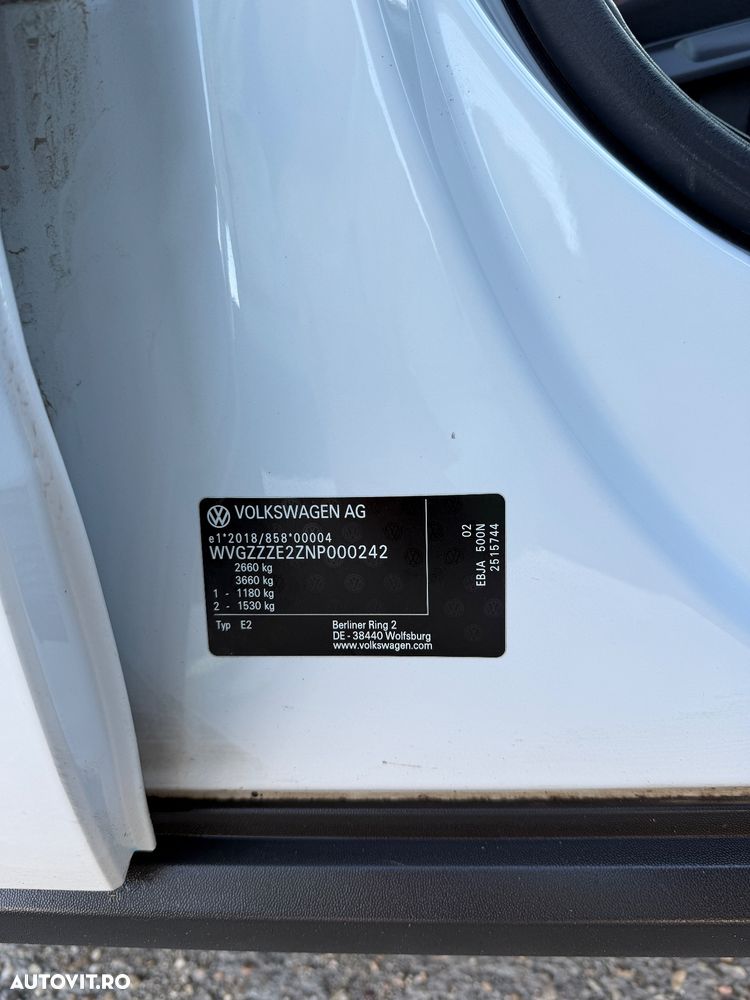 VOLKSWAGEN AG
e1*2018/858*00004
WVGZZZE2ZNP000242
2660 kg
3660 kg
1 - 1180 kg
2 - 1530 kg
Typ E2
Berliner Ring 2
DE - 38440 Wolfsburg
www.volkswagen.com
02
EBJA 500N
2515744
AUTOVIT.RO